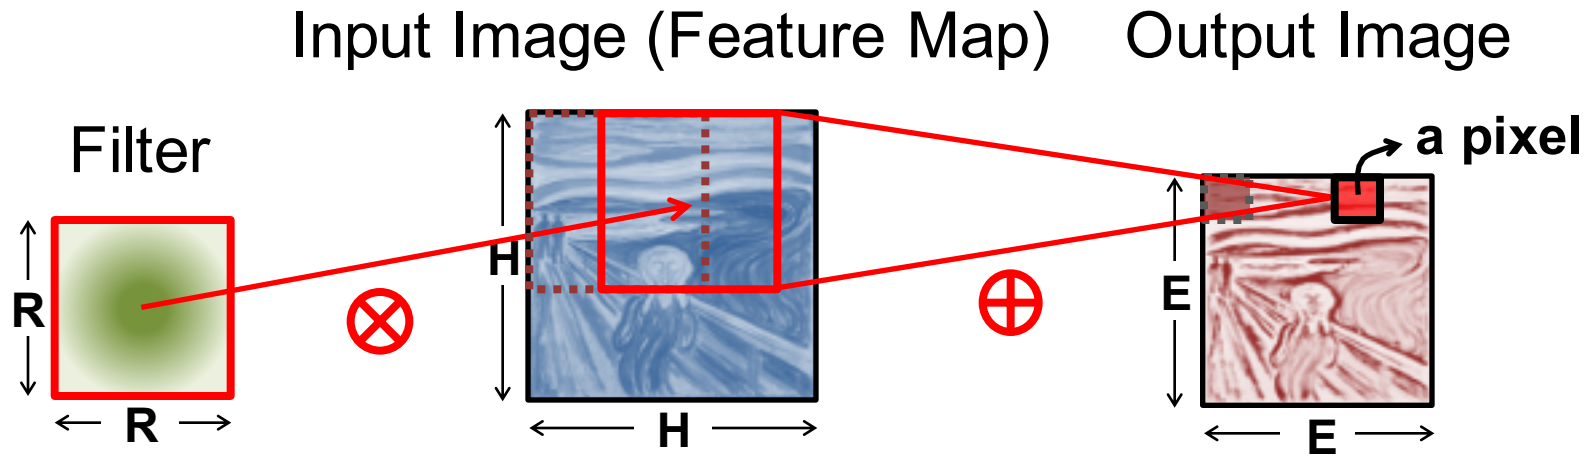 Input Image (Feature Map)
Output Image
Filter
a pixel
R
R
H
H
E
E